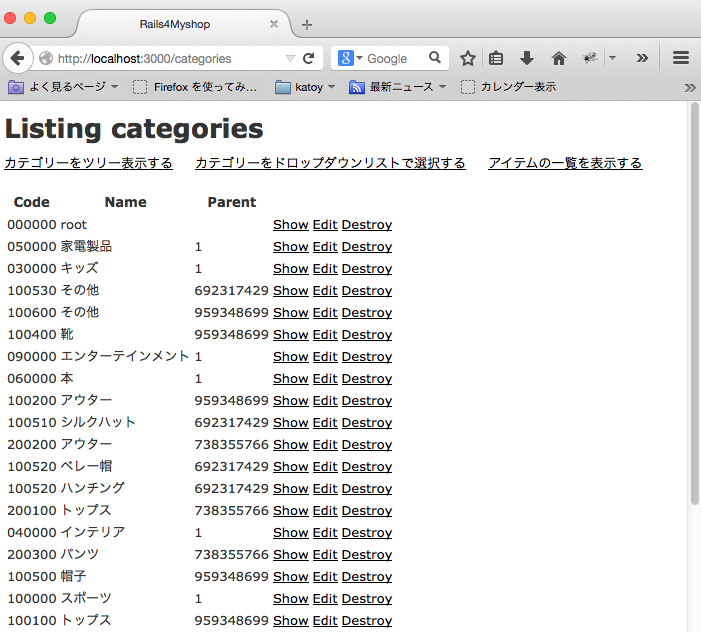 Rails4Myshop
http://localhost:3000/categories
Google
よく見るページ Firefox を使ってみ... katoy 最新ニュース カレンダー表示
Listing categories
カテゴリーをツリー表示する カテゴリーをドロップダウンリストで選択する アイテムの一覧を表示する
Code Name Parent
000000 root Show Edit Destroy
050000 家電製品 1 Show Edit Destroy
030000 キッズ 1 Show Edit Destroy
100530 その他 692317429 Show Edit Destroy
100600 その他 959348699 Show Edit Destroy
100400 靴 959348699 Show Edit Destroy
090000 エンターテインメント 1 Show Edit Destroy
060000 本 1 Show Edit Destroy
100200 アウター 959348699 Show Edit Destroy
100510 シルクハット 692317429 Show Edit Destroy
200200 アウター 738355766 Show Edit Destroy
100520 ベレー帽 692317429 Show Edit Destroy
100520 ハンチング 692317429 Show Edit Destroy
200100 トップス 738355766 Show Edit Destroy
040000 インテリア 1 Show Edit Destroy
200300 パンツ 738355766 Show Edit Destroy
100500 帽子 959348699 Show Edit Destroy
100000 スポーツ 1 Show Edit Destroy
100100 トップス 959348699 Show Edit Destroy